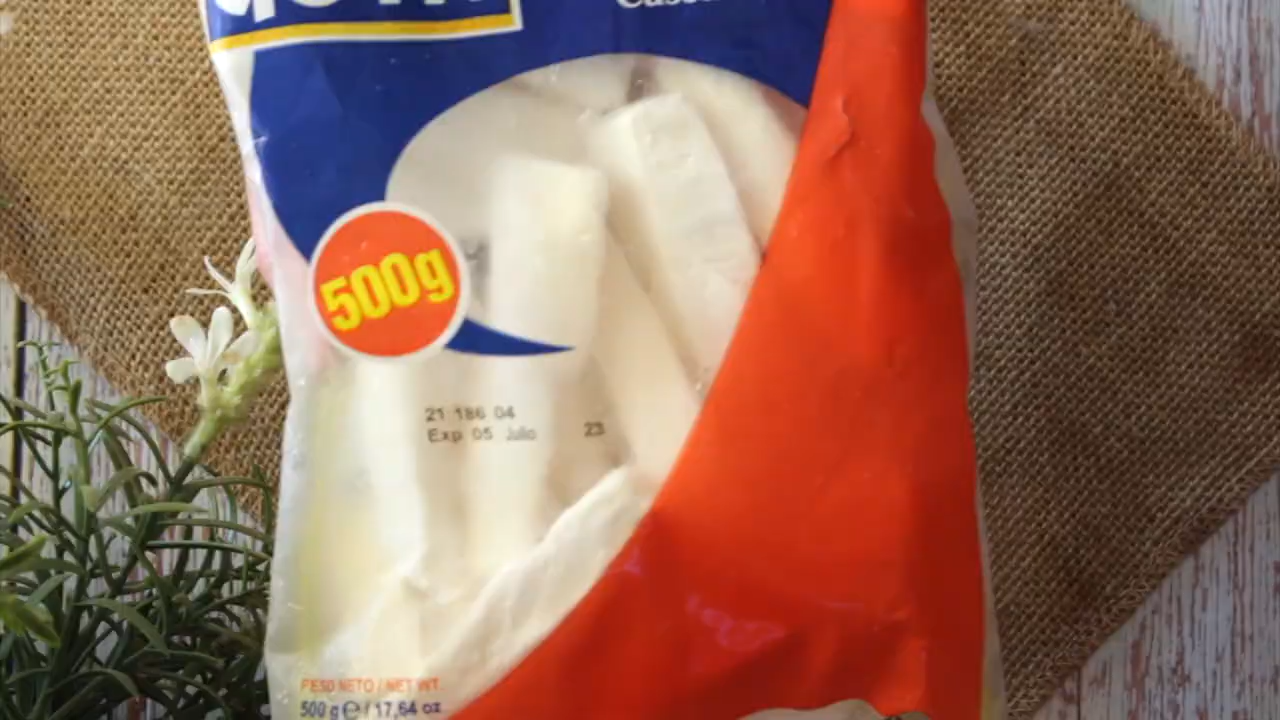 500g
21 186 04
Exp 05 Julio 23
PESO NETO / NET WT.
500 g ℮ / 17,64 oz